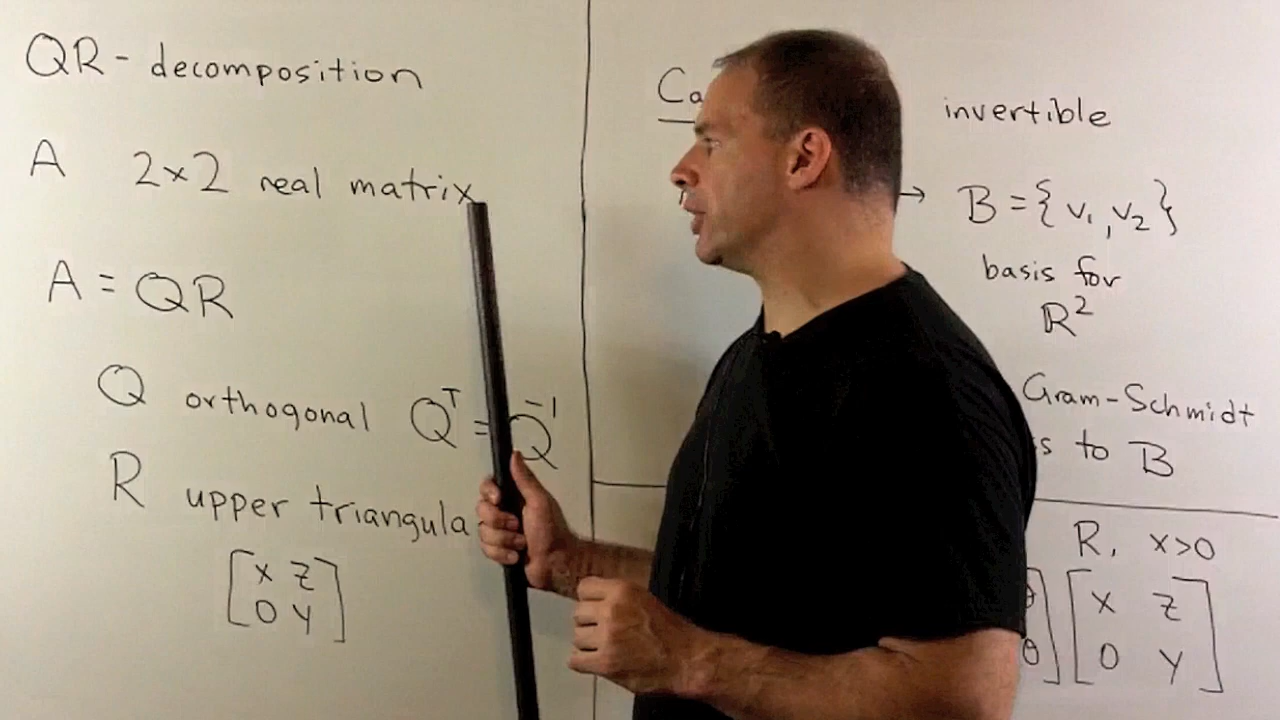 QR - decomposition
A 2×2 real matrix
A = QR
Q orthogonal Qᵀ = Q⁻¹
R upper triangula
[ x z
0 y ]
Ca
invertible
→ B = { v₁, v₂ }
basis for
ℝ²
Gram-Schmidt
s to B
R, x>0
θ ] [ x z
θ ] 0 y ]